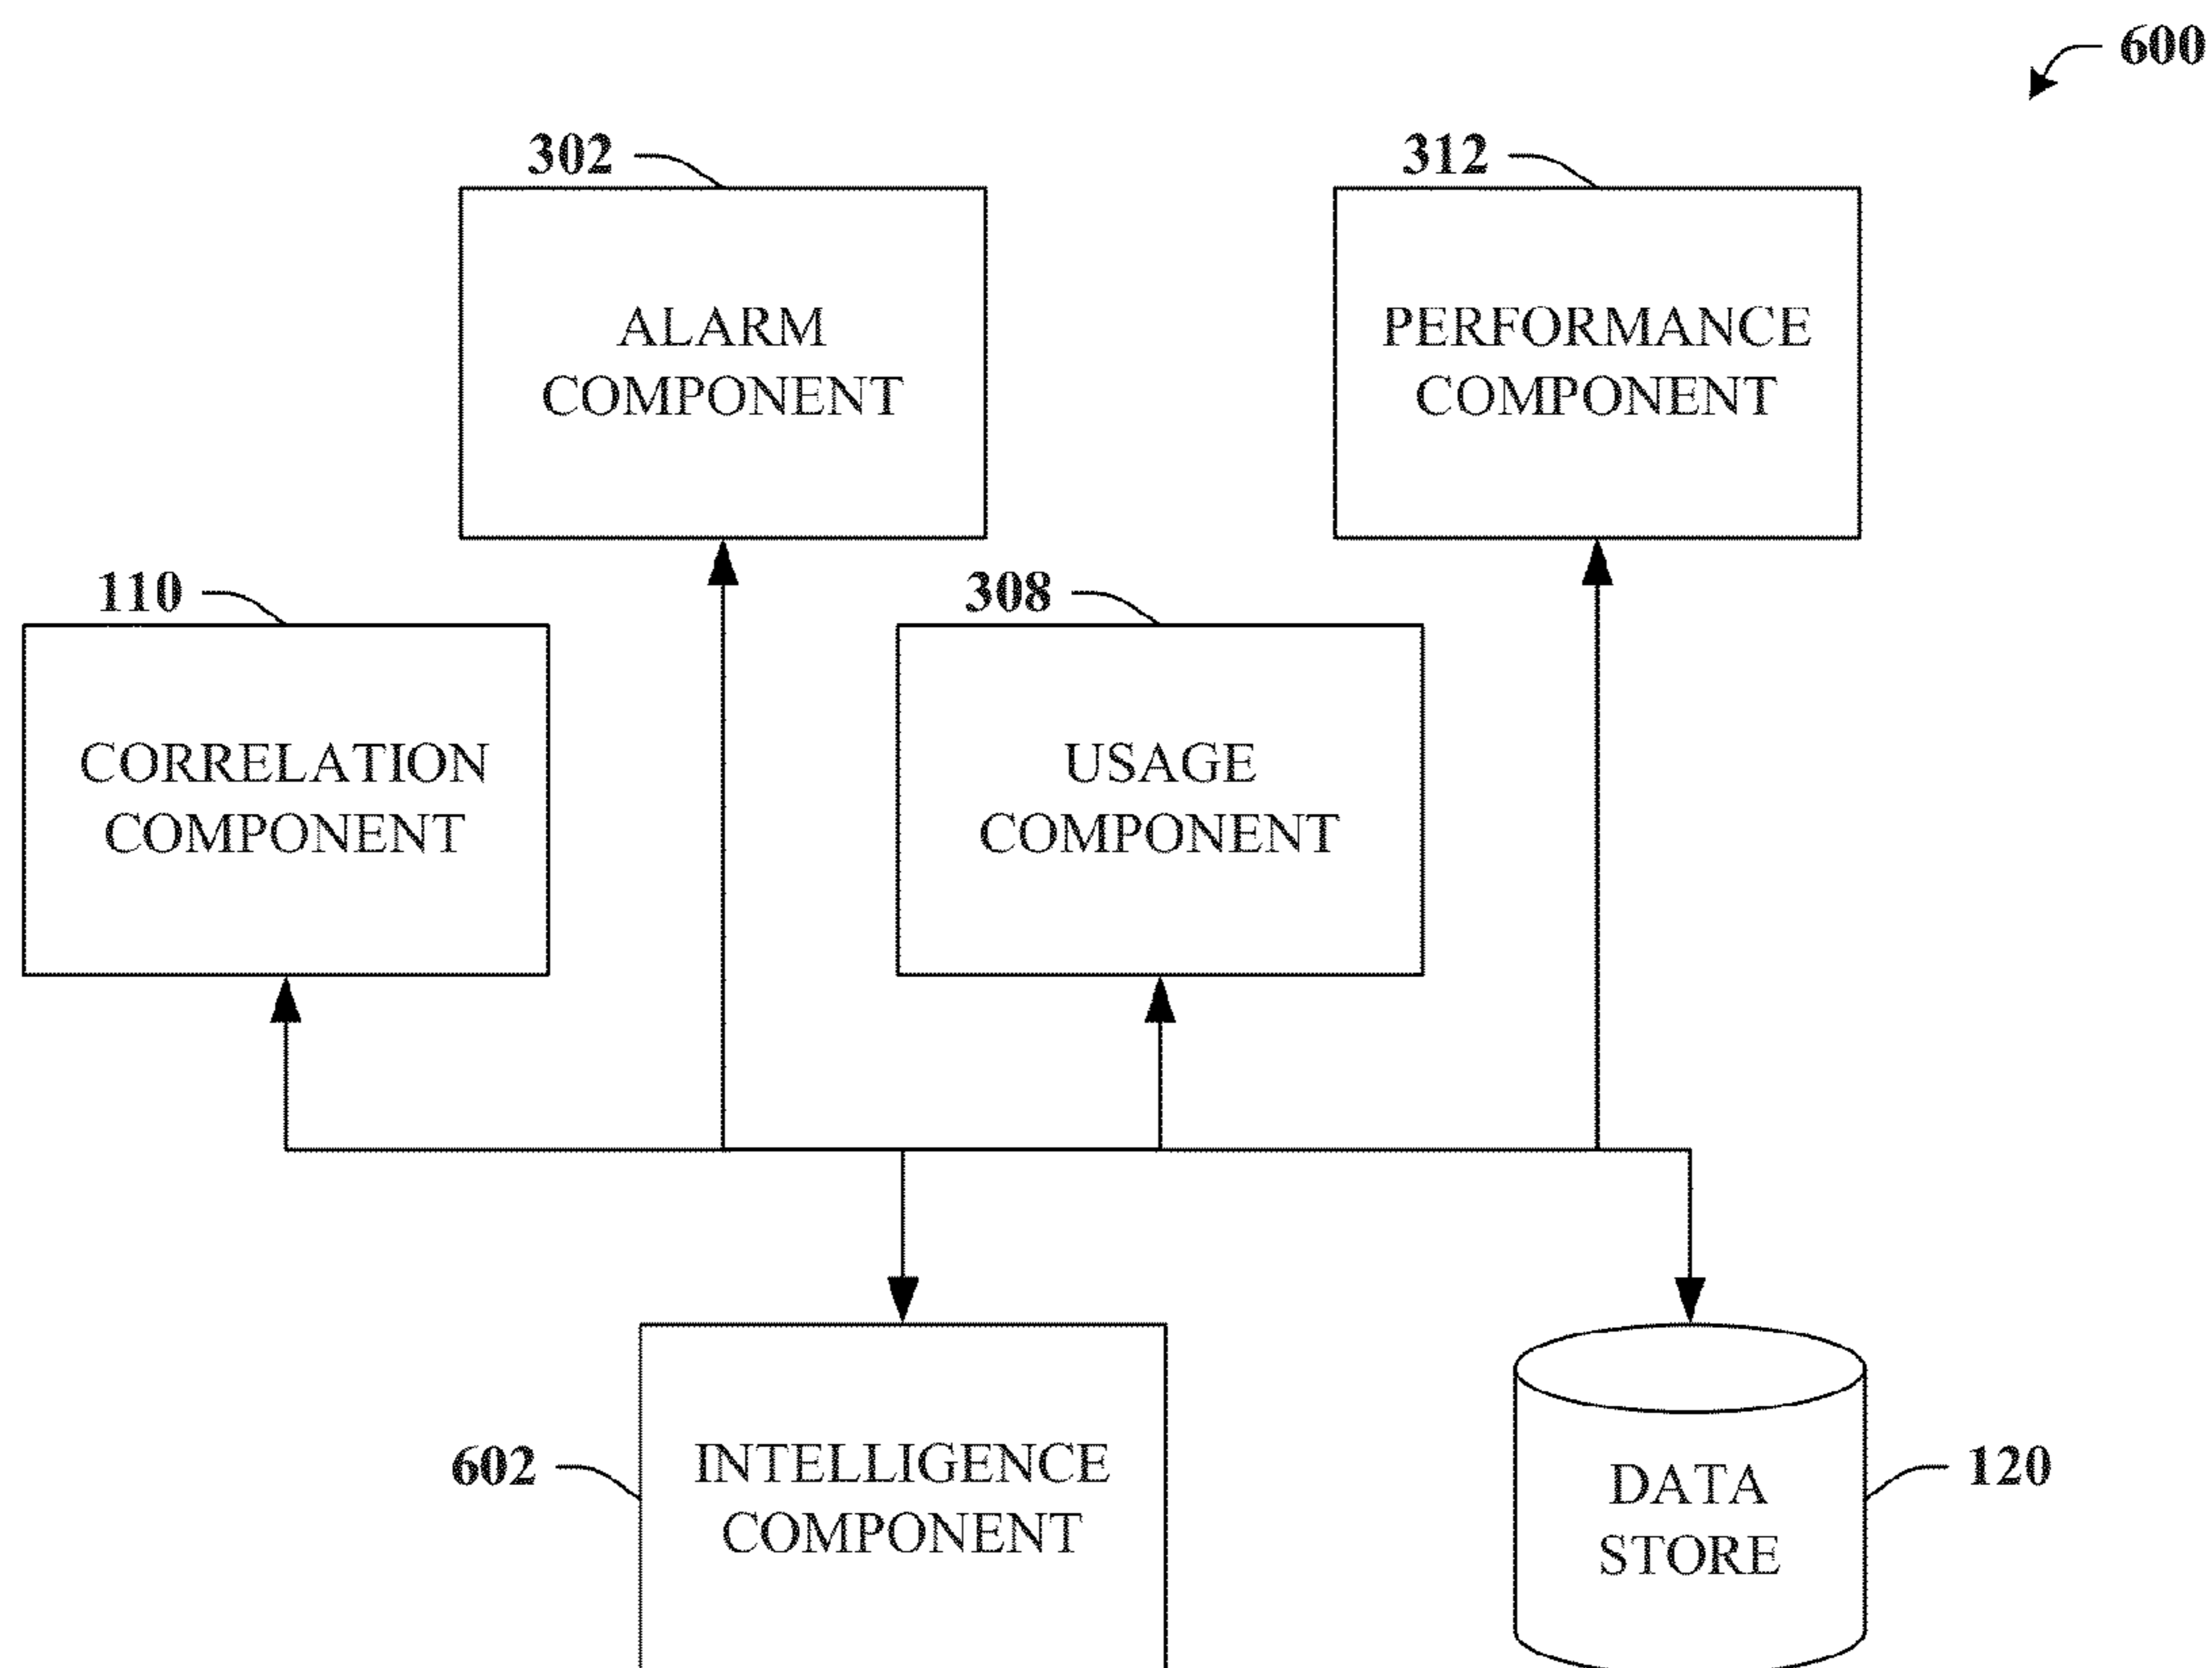 600
302
312
ALARM
COMPONENT
PERFORMANCE
COMPONENT
110
308
CORRELATION
COMPONENT
USAGE
COMPONENT
602
INTELLIGENCE
COMPONENT
DATA
STORE
120